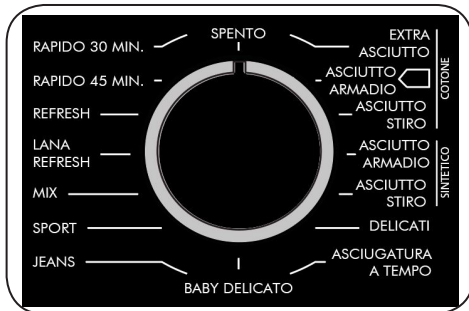 SPENTO
EXTRA
ASCIUTTO
ASCIUTTO
ARMADIO
ASCIUTTO
STIRO
COTONE
ASCIUTTO
ARMADIO
ASCIUTTO
STIRO
SINTETICO
DELICATI
ASCIUGATURA
A TEMPO
BABY DELICATO
JEANS
SPORT
MIX
LANA
REFRESH
REFRESH
RAPIDO 45 MIN.
RAPIDO 30 MIN.